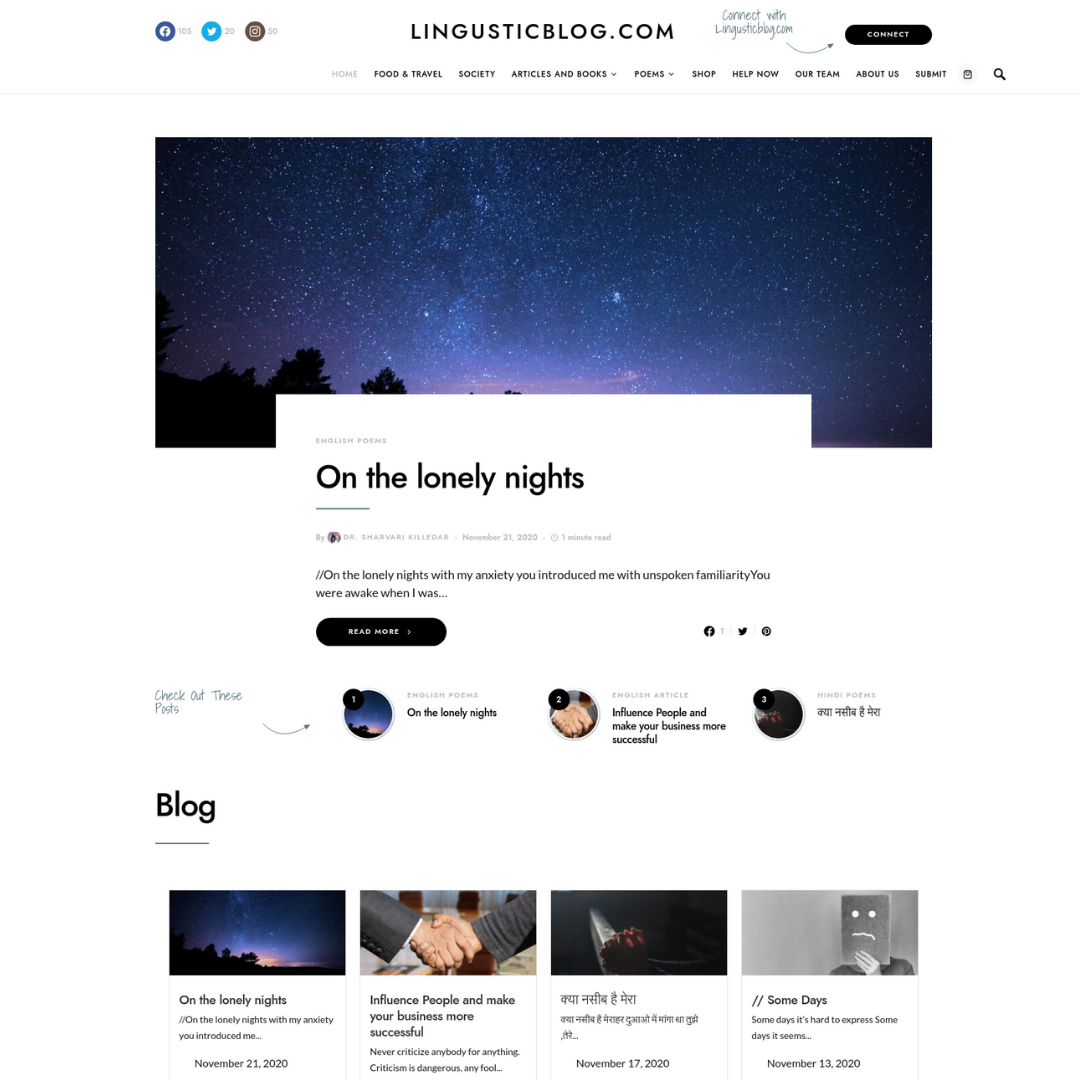 105
20
50
LINGUSTICBLOG.COM
Connect with
Lingusticblog.com
CONNECT
HOME FOOD & TRAVEL SOCIETY ARTICLES AND BOOKS POEMS SHOP HELP NOW OUR TEAM ABOUT US SUBMIT
ENGLISH POEMS
On the lonely nights
By DR. SHARVARI KILLEDAR - November 21, 2020 - 1 minute read
//On the lonely nights with my anxiety you introduced me with unspoken familiarityYou
were awake when I was...
READ MORE
1
Check Out These
Posts
1
ENGLISH POEMS
On the lonely nights
2
ENGLISH ARTICLE
Influence People and
make your business more
successful
3
HINDI POEMS
क्या नसीब है मेरा
Blog
On the lonely nights
//On the lonely nights with my anxiety
you introduced me...
November 21, 2020
Influence People and make
your business more
successful
Never criticize anybody for anything.
Criticism is dangerous, any fool...
क्या नसीब है मेरा
क्या नसीब है मेराहर दुआओ में मांगा था तुझे
,तेरे...
November 17, 2020
// Some Days
Some days it's hard to express Some
days it seems...
November 13, 2020